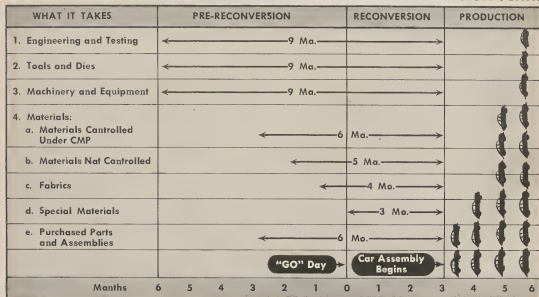 WHAT IT TAKES PRE-RECONVERSION RECONVERSION PRODUCTION
1. Engineering and Testing 9 Mo.
2. Tools and Dies 9 Mo.
3. Machinery and Equipment 9 Mo.
4. Materials:
a. Materials Controlled
Under CMP 6 Mo.
b. Materials Not Controlled 5 Mo.
c. Fabrics 4 Mo.
d. Special Materials 3 Mo.
e. Purchased Parts
and Assemblies 6 Mo.
"GO" Day Car Assembly
Begins
Months 6 5 4 3 2 1 0 1 2 3 4 5 6